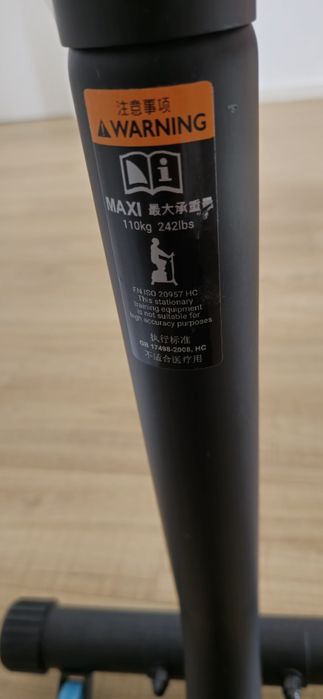 注意事项
WARNING
MAXI 最大承重量
110kg 242lbs
EN ISO 20957 HC
This stationary
training equipment
is not suitable for
high accuracy purposes
执行标准
GB 17498-2008, HC
不适合医疗用